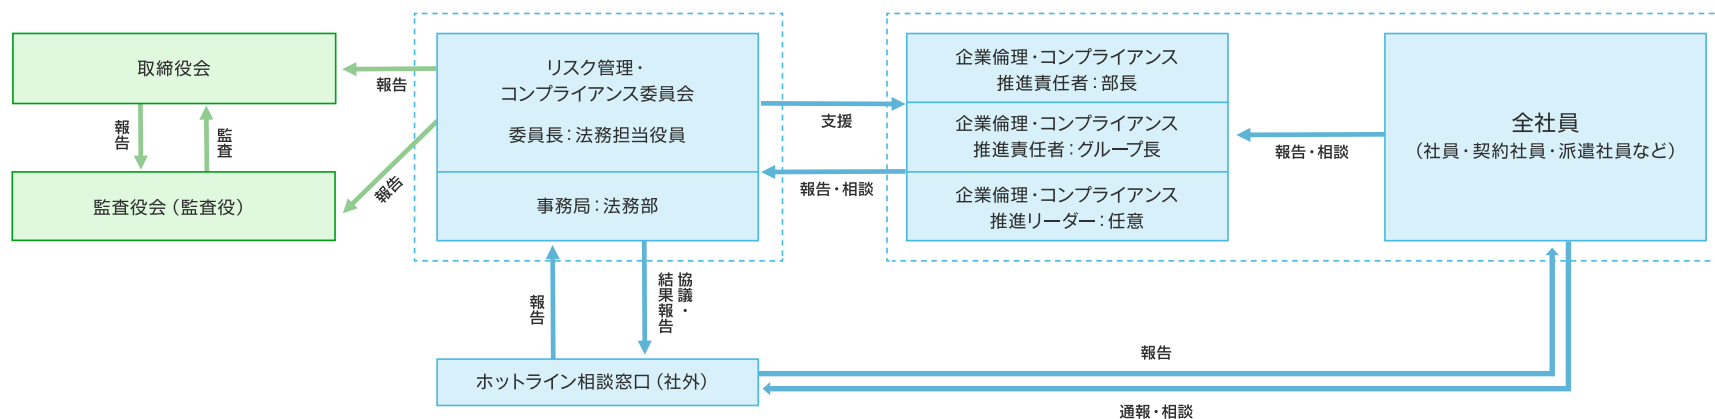 取締役会
報告
監査
監査役会（監査役）
報告
報告
リスク管理・
コンプライアンス委員会
委員長：法務担当役員
事務局：法務部
支援
報告・相談
企業倫理・コンプライアンス
推進責任者：部長
企業倫理・コンプライアンス
推進責任者：グループ長
企業倫理・コンプライアンス
推進リーダー：任意
報告・相談
全社員
（社員・契約社員・派遣社員など）
報告
協議・
結果報告
ホットライン相談窓口（社外）
報告
通報・相談